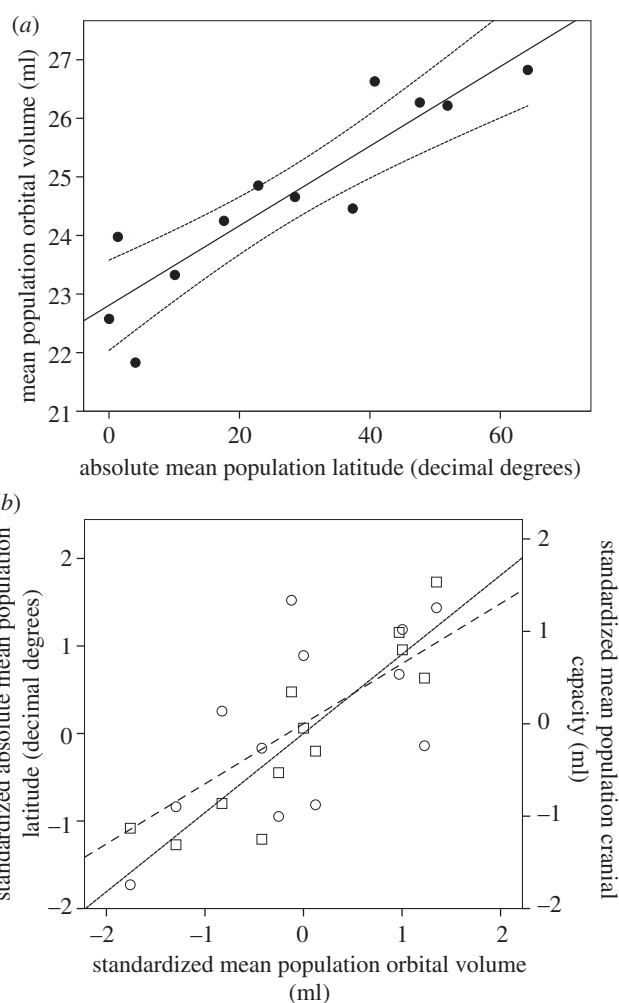 (a)
mean population orbital volume (ml)
27
26
25
24
23
22
21
0 20 40 60
absolute mean population latitude (decimal degrees)
b)
standardized absolute mean population
latitude (decimal degrees)
2
1
0
−1
−2
2
1
0
−1
−2
standardized mean population cranial
capacity (ml)
−2 −1 0 1 2
standardized mean population orbital volume
(ml)